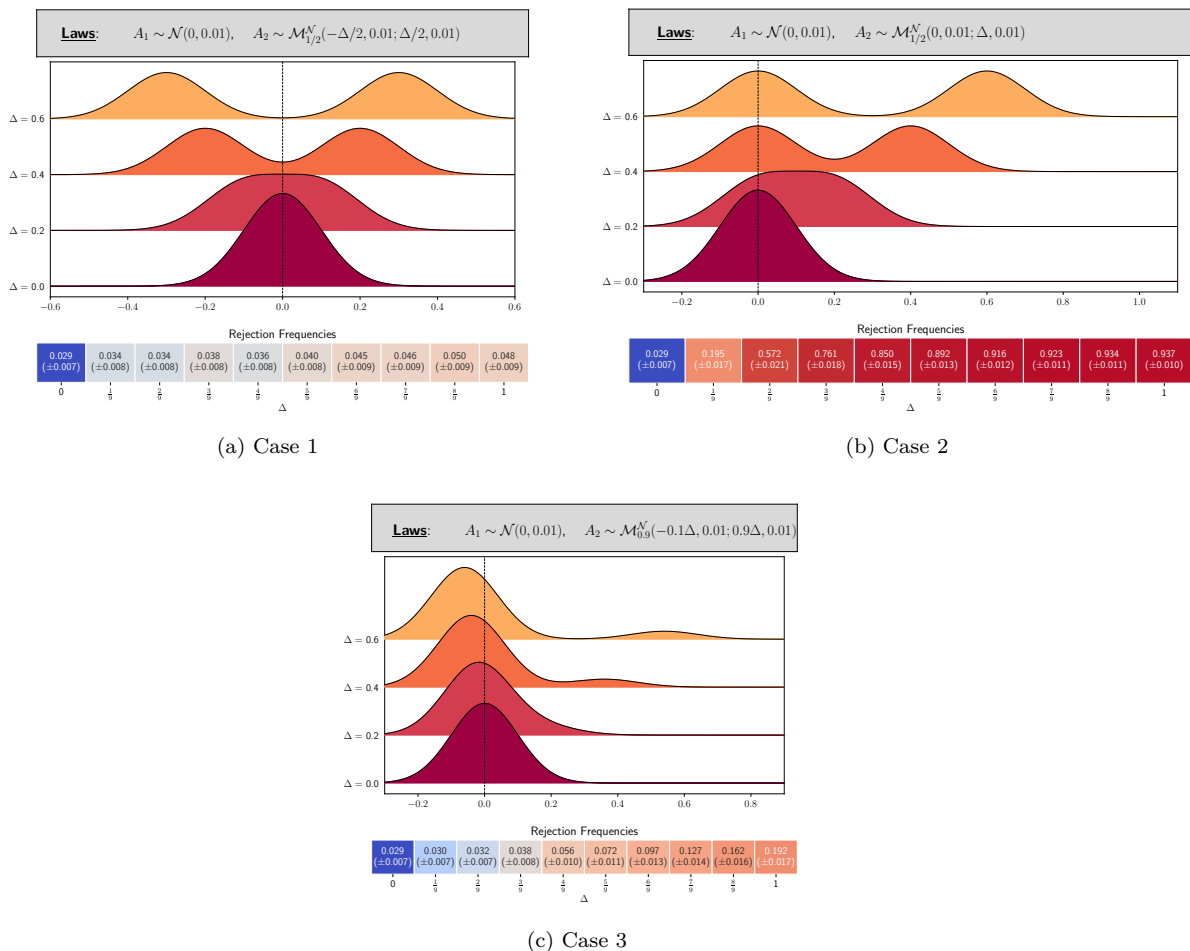 Laws: A₁ ∼ 𝒩(0, 0.01), A₂ ∼ ℳ^𝒩_{1/2}(−Δ/2, 0.01; Δ/2, 0.01)
Δ = 0.6
Δ = 0.4
Δ = 0.2
Δ = 0.0
−0.6 −0.4 −0.2 0.0 0.2 0.4 0.6
Rejection Frequencies
0.029 0.034 0.034 0.038 0.036 0.040 0.045 0.046 0.050 0.048
(±0.007) (±0.008) (±0.008) (±0.008) (±0.008) (±0.008) (±0.009) (±0.009) (±0.009) (±0.009)
0 1/9 2/9 3/9 4/9 5/9 6/9 7/9 8/9 1
Δ
(a) Case 1
Laws: A₁ ∼ 𝒩(0, 0.01), A₂ ∼ ℳ^𝒩_{1/2}(0, 0.01; Δ, 0.01)
Δ = 0.6
Δ = 0.4
Δ = 0.2
Δ = 0.0
−0.2 0.0 0.2 0.4 0.6 0.8 1.0
Rejection Frequencies
0.029 0.195 0.572 0.761 0.850 0.892 0.916 0.923 0.934 0.937
(±0.007) (±0.017) (±0.021) (±0.018) (±0.015) (±0.013) (±0.012) (±0.011) (±0.011) (±0.010)
0 1/9 2/9 3/9 4/9 5/9 6/9 7/9 8/9 1
Δ
(b) Case 2
Laws: A₁ ∼ 𝒩(0, 0.01), A₂ ∼ ℳ^𝒩_{0.9}(−0.1Δ, 0.01; 0.9Δ, 0.01)
Δ = 0.6
Δ = 0.4
Δ = 0.2
Δ = 0.0
−0.2 0.0 0.2 0.4 0.6 0.8
Rejection Frequencies
0.029 0.030 0.032 0.038 0.056 0.072 0.097 0.127 0.162 0.192
(±0.007) (±0.007) (±0.007) (±0.008) (±0.010) (±0.011) (±0.013) (±0.014) (±0.016) (±0.017)
0 1/9 2/9 3/9 4/9 5/9 6/9 7/9 8/9 1
Δ
(c) Case 3